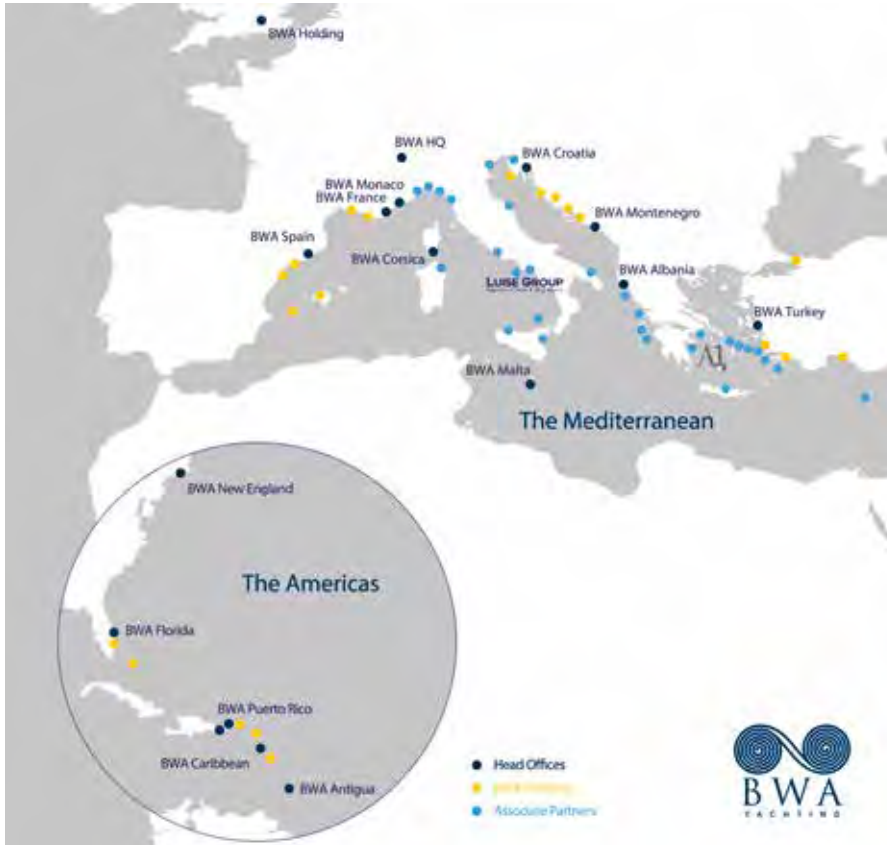 BWA Holding
BWA HQ
BWA Croatia
BWA Monaco
BWA France
BWA Montenegro
BWA Spain
BWA Corsica
BWA Albania
LUISE GROUP
BWA Turkey
BWA Malta
The Mediterranean
BWA New England
The Americas
BWA Florida
BWA Puerto Rico
BWA Caribbean
BWA Antigua
Head Offices
Associate Partners
BWA
YACHTING